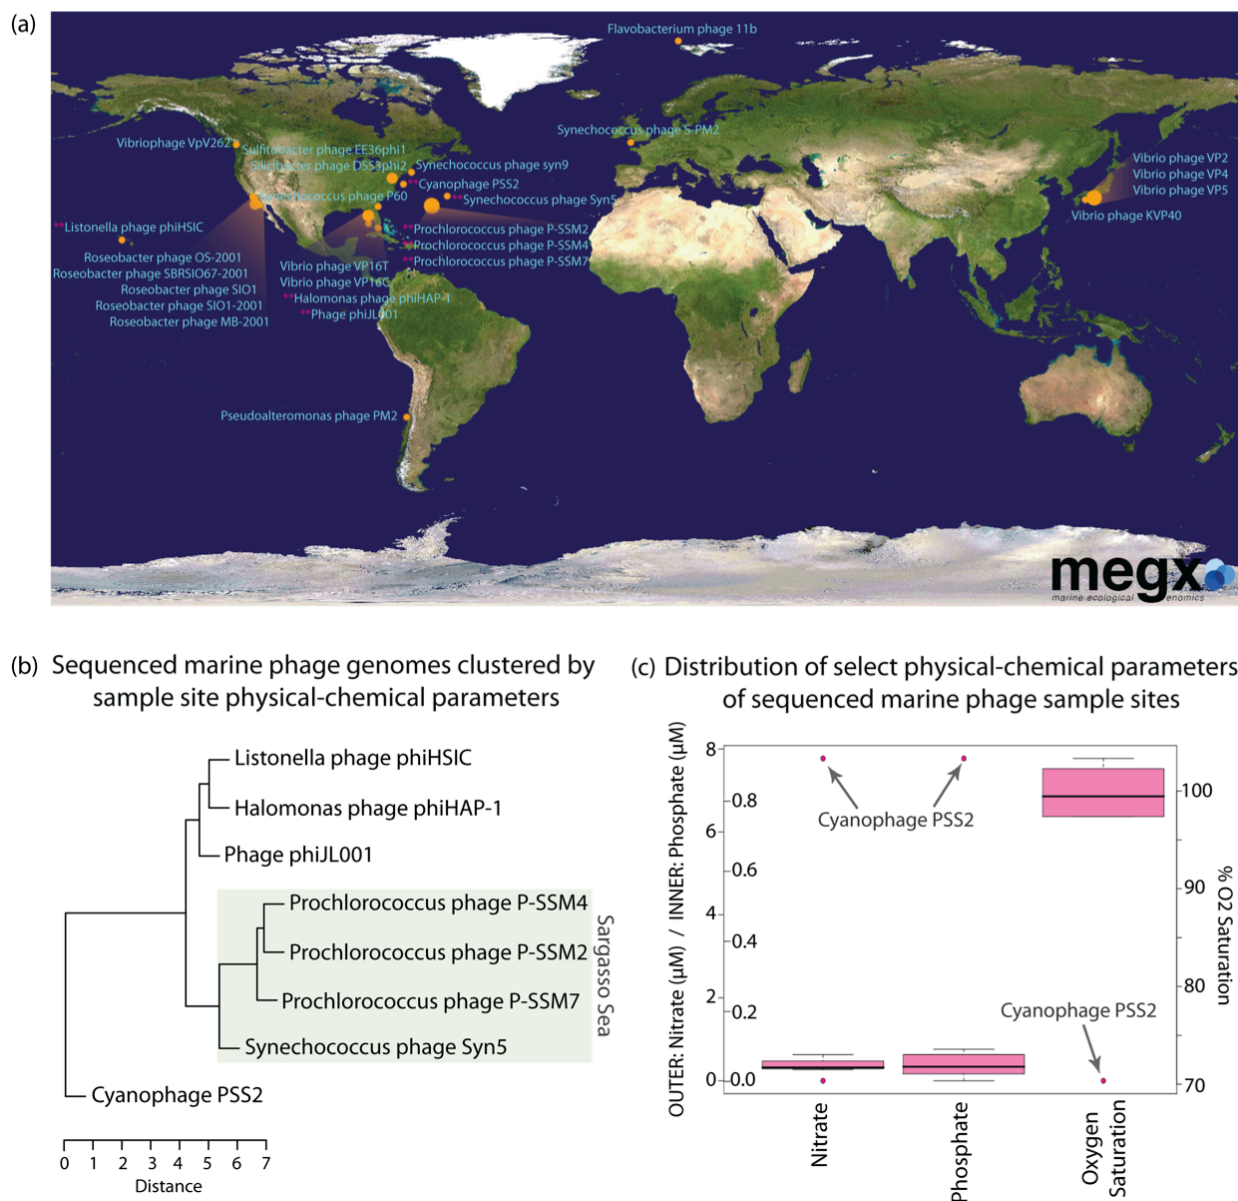 (a)
Flavobacterium phage 11b
Synechococcus phage S-PM2
Vibriophage VpV262
Sulfitobacter phage EE36phi1
Silicibacter phage DSS3phi2
Synechococcus phage syn9
**Cyanophage PSS2
Synechococcus phage P60
**Synechococcus phage Syn5
Vibrio phage VP2
Vibrio phage VP4
Vibrio phage VP5
Vibrio phage KVP40
**Listonella phage phiHSIC
**Prochlorococcus phage P-SSM2
**Prochlorococcus phage P-SSM4
**Prochlorococcus phage P-SSM7
Roseobacter phage OS-2001
Roseobacter phage SBRSIO67-2001
Roseobacter phage SIO1
Roseobacter phage SIO1-2001
Roseobacter phage MB-2001
Vibrio phage VP16T
Vibrio phage VP16C
**Halomonas phage phiHAP-1
**Phage phiJL001
Pseudoalteromonas phage PM2
megx
marine ecological enomics
(b) Sequenced marine phage genomes clustered by
sample site physical-chemical parameters
Listonella phage phiHSIC
Halomonas phage phiHAP-1
Phage phiJL001
Prochlorococcus phage P-SSM4
Prochlorococcus phage P-SSM2
Prochlorococcus phage P-SSM7
Synechococcus phage Syn5
Sargasso Sea
Cyanophage PSS2
0 1 2 3 4 5 6 7
Distance
(c) Distribution of select physical-chemical parameters
of sequenced marine phage sample sites
OUTER: Nitrate (µM) / INNER: Phosphate (µM)
8
0.8
6
0.6
4
0.4
2
0.2
0
0.0
Cyanophage PSS2
Cyanophage PSS2
100
90
80
70
% O2 Saturation
Nitrate
Phosphate
Oxygen
Saturation